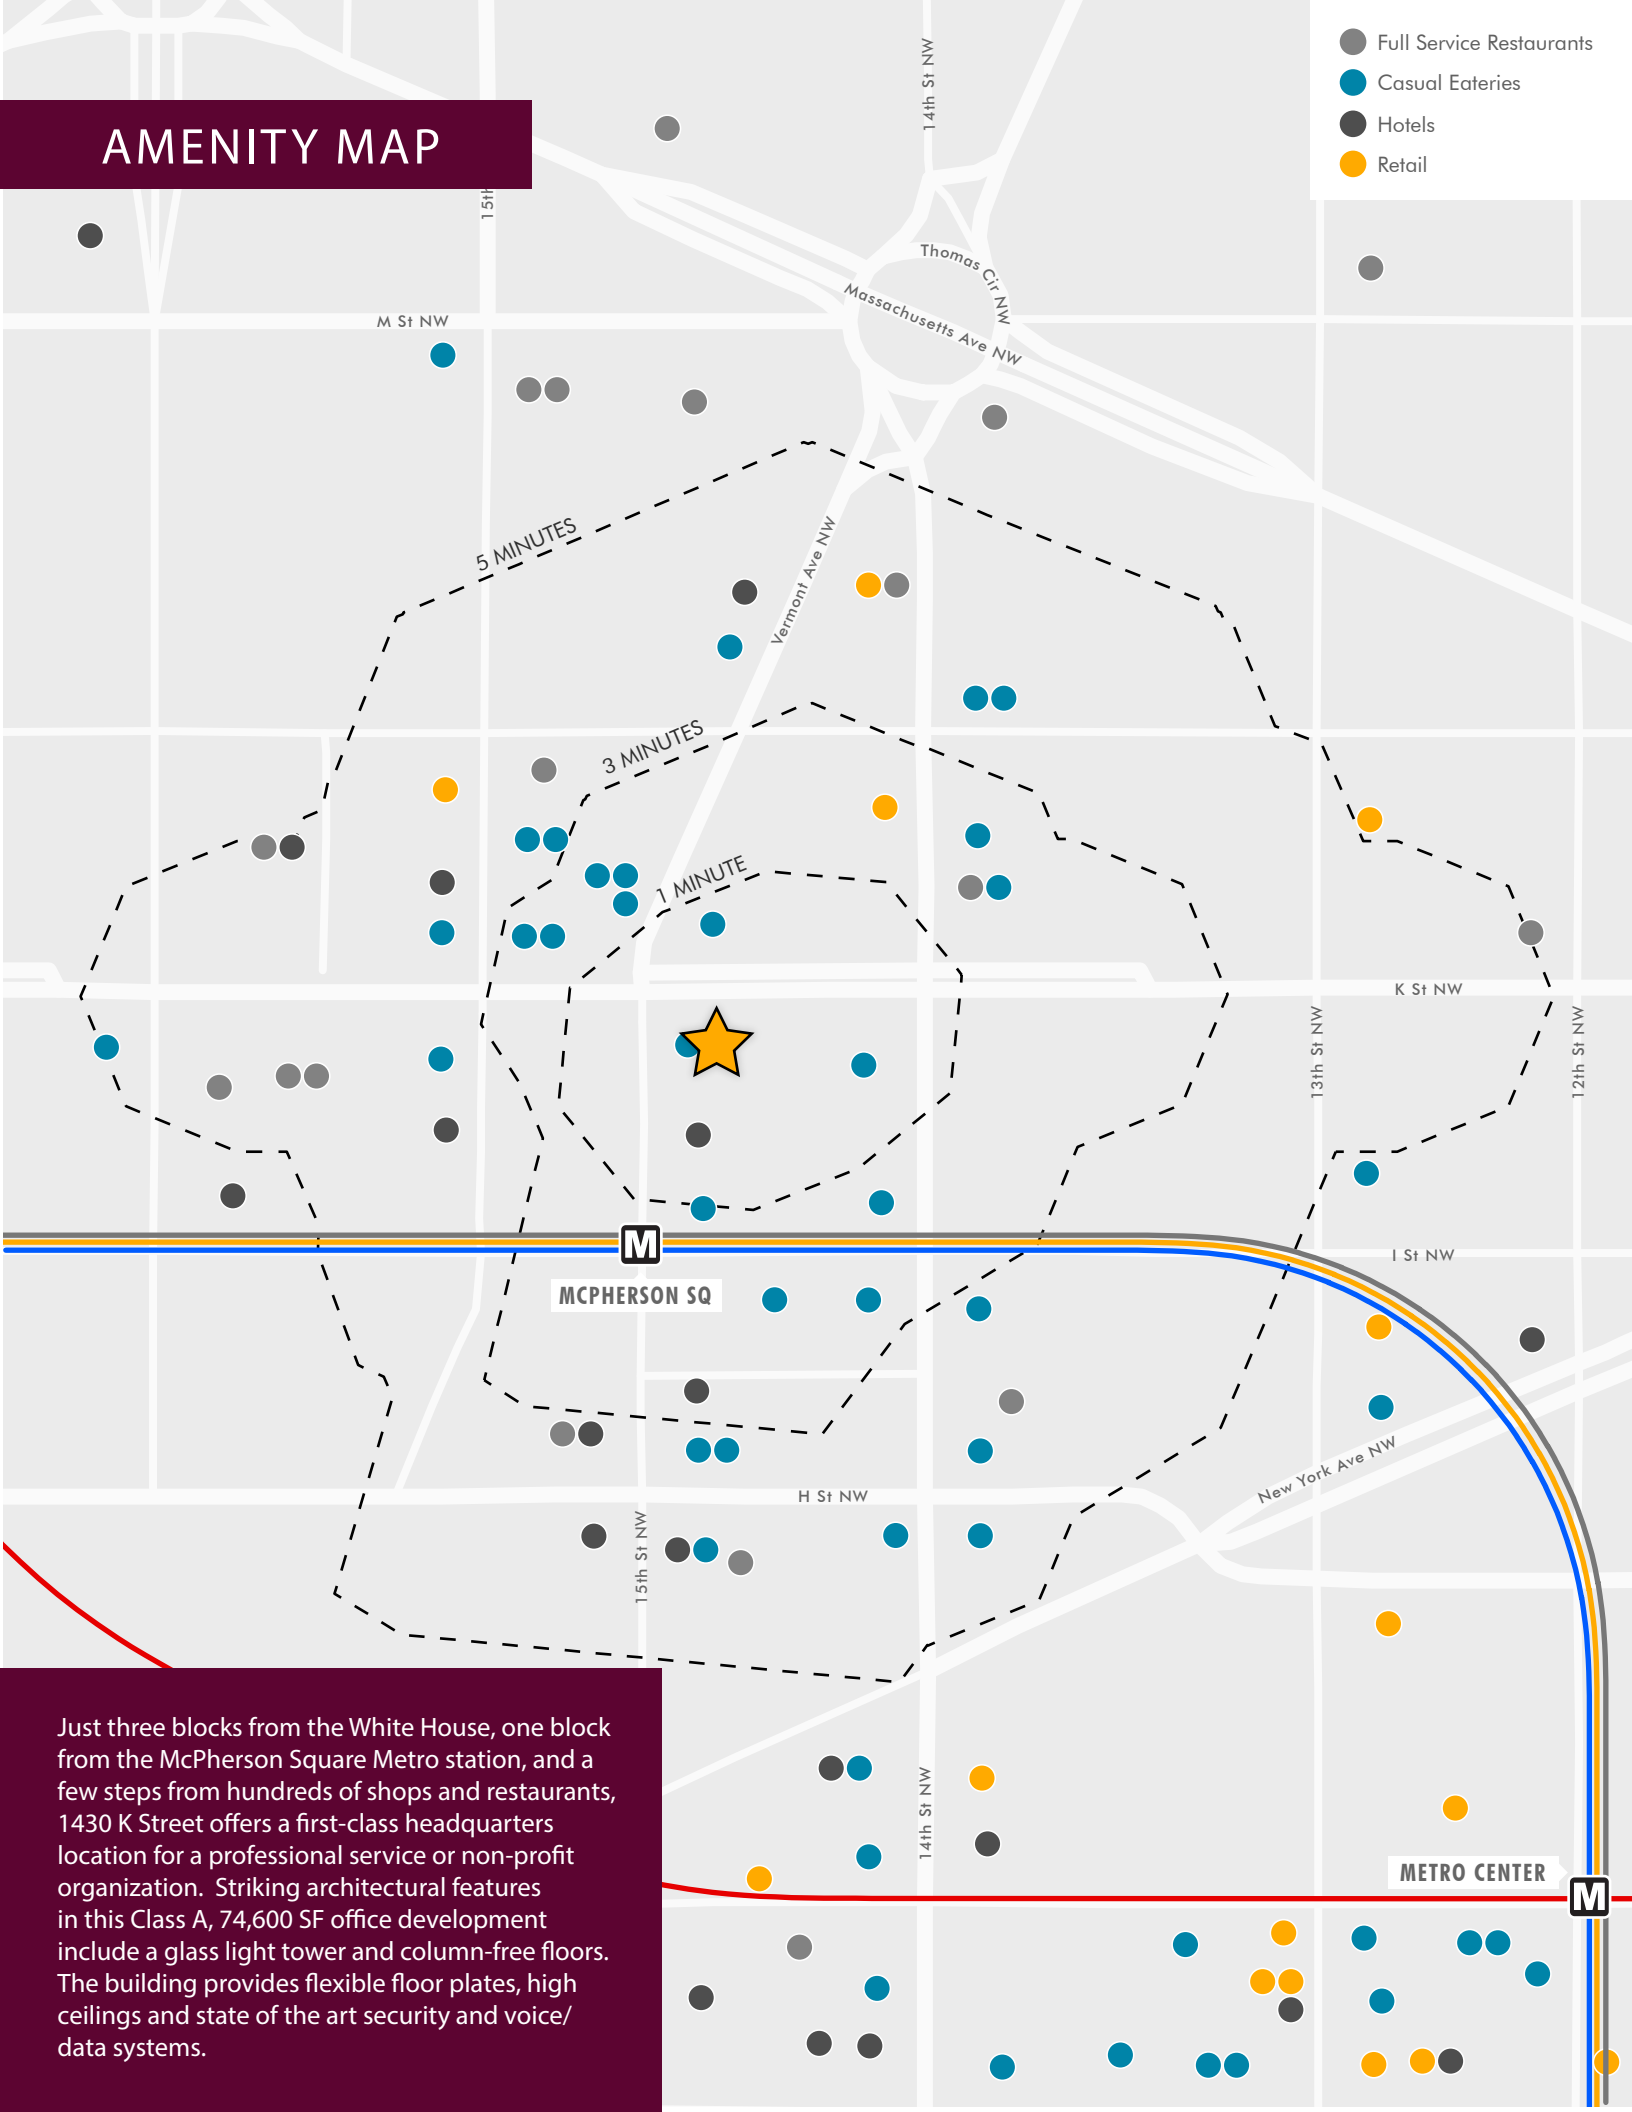 Full Service Restaurants
Casual Eateries
Hotels
Retail
AMENITY MAP
14th St NW
15th
Thomas Cir NW
Massachusetts Ave NW
M St NW
5 MINUTES
Vermont Ave NW
3 MINUTES
1 MINUTE
K St NW
13th St NW
12th St NW
M
I St NW
MCPHERSON SQ
New York Ave NW
H St NW
15th St NW
14th St NW
METRO CENTER
M
Just three blocks from the White House, one block
from the McPherson Square Metro station, and a
few steps from hundreds of shops and restaurants,
1430 K Street offers a first-class headquarters
location for a professional service or non-profit
organization.  Striking architectural features
in this Class A, 74,600 SF office development
include a glass light tower and column-free floors.
The building provides flexible floor plates, high
ceilings and state of the art security and voice/
data systems.